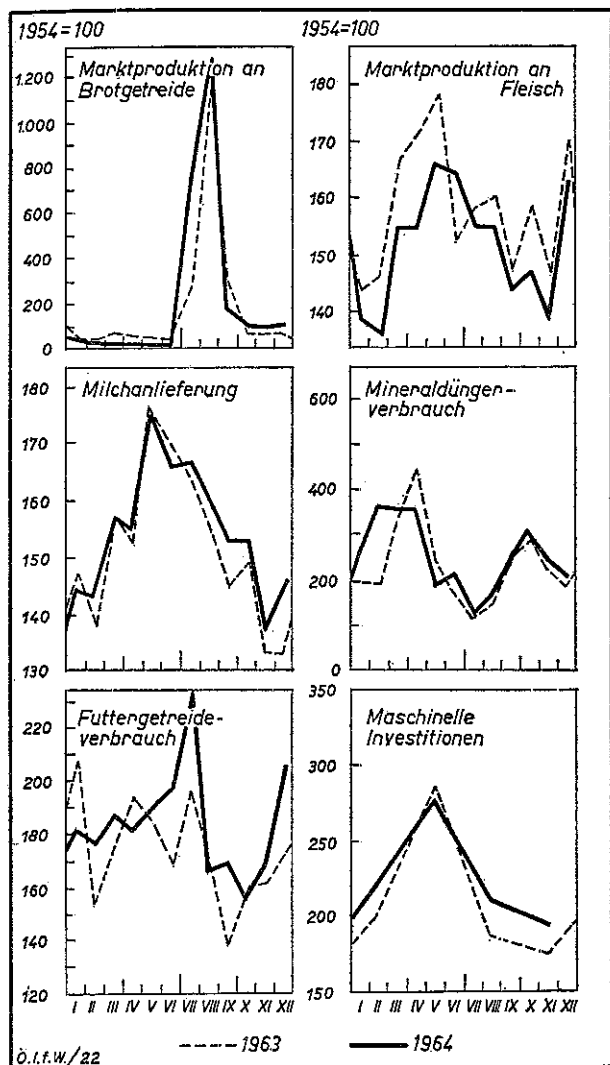 1954=100
1954=100
Marktproduktion an
Brotgetreide
1.200
1.000
800
600
400
200
0
Marktproduktion an
Fleisch
180
170
160
150
140
Milchanlieferung
180
170
160
150
140
130
Mineraldünger-
verbrauch
600
400
200
0
Futtergetreide-
verbrauch
220
200
180
160
140
120
Maschinelle
Investitionen
350
300
250
200
150
I II III IV V VI VII VIII IX X XI XII
I II III IV V VI VII VIII IX X XI XII
1963
1964
Ö.I.f.W./22